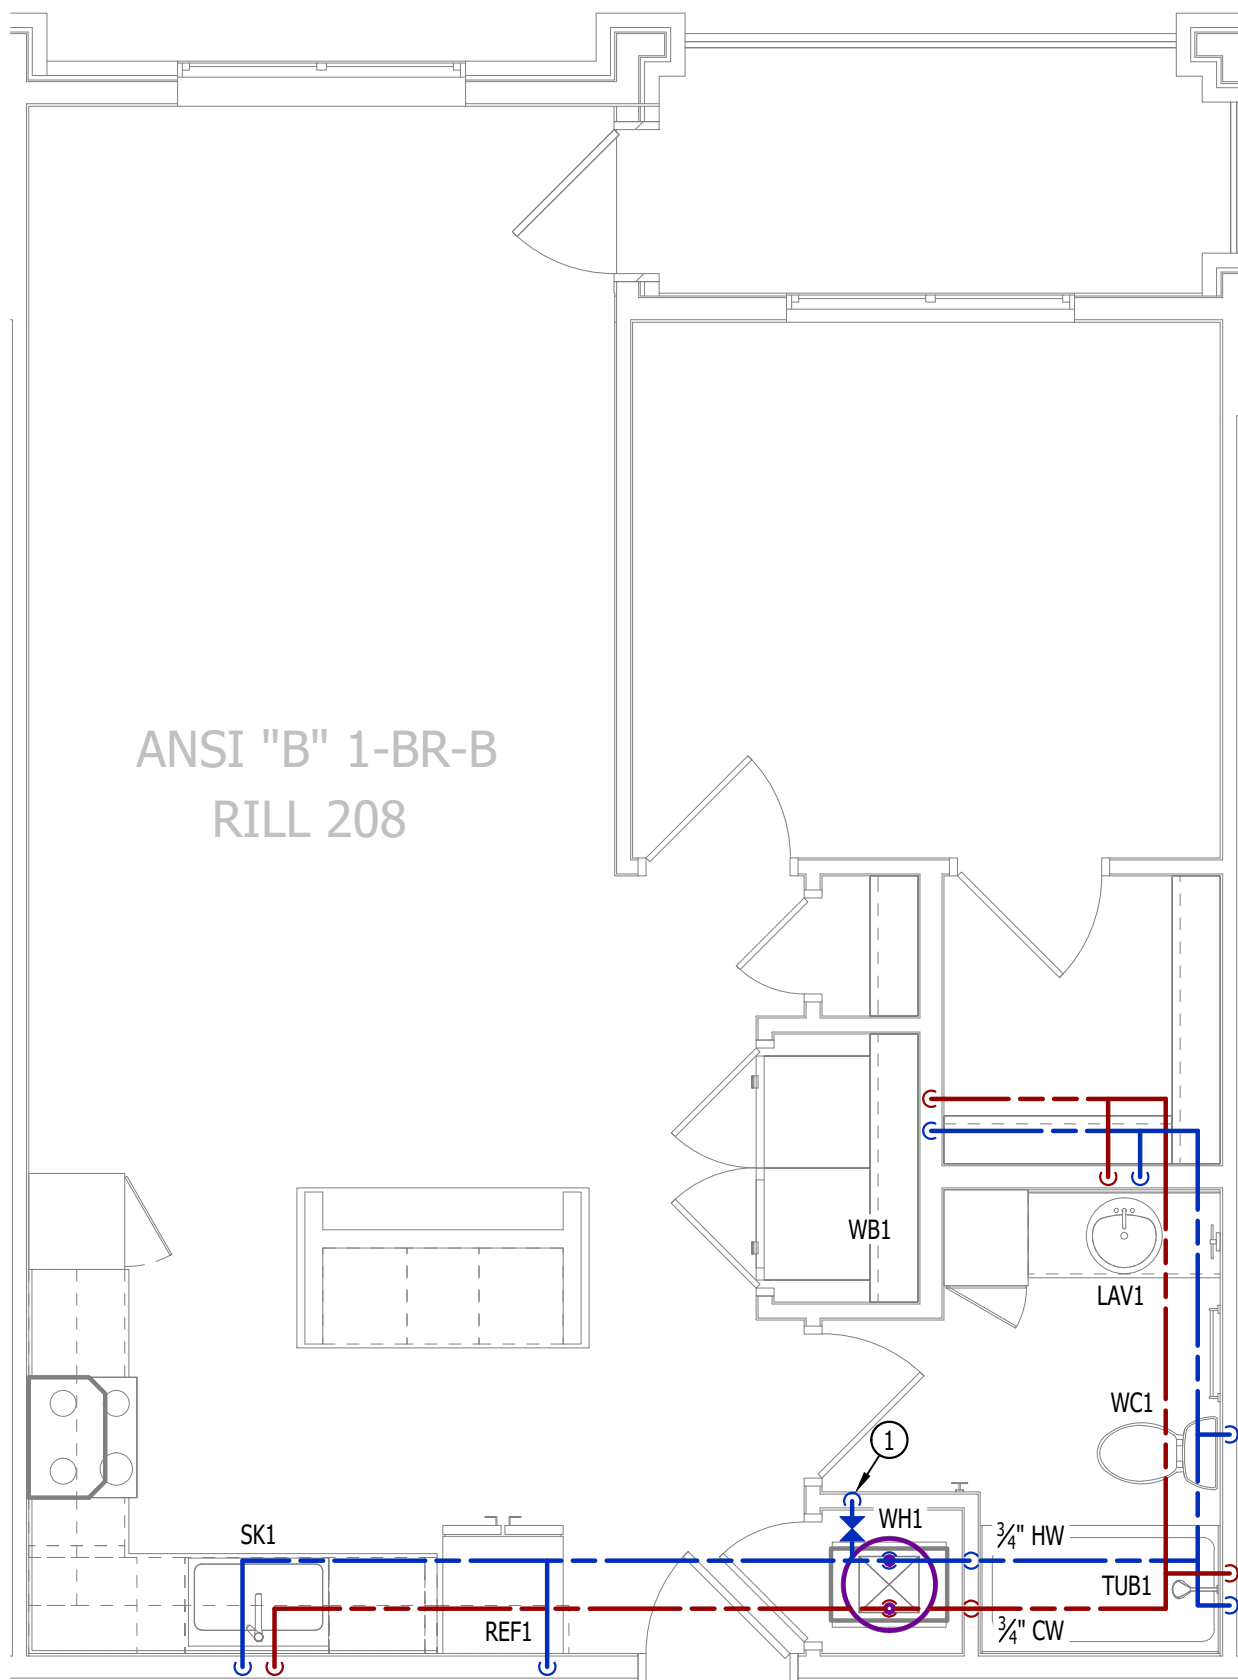 ANSI "B" 1-BR-B
RILL 208
WB1
LAV1
WC1
1
WH1
SK1
3/4" HW
TUB1
REF1
3/4" CW